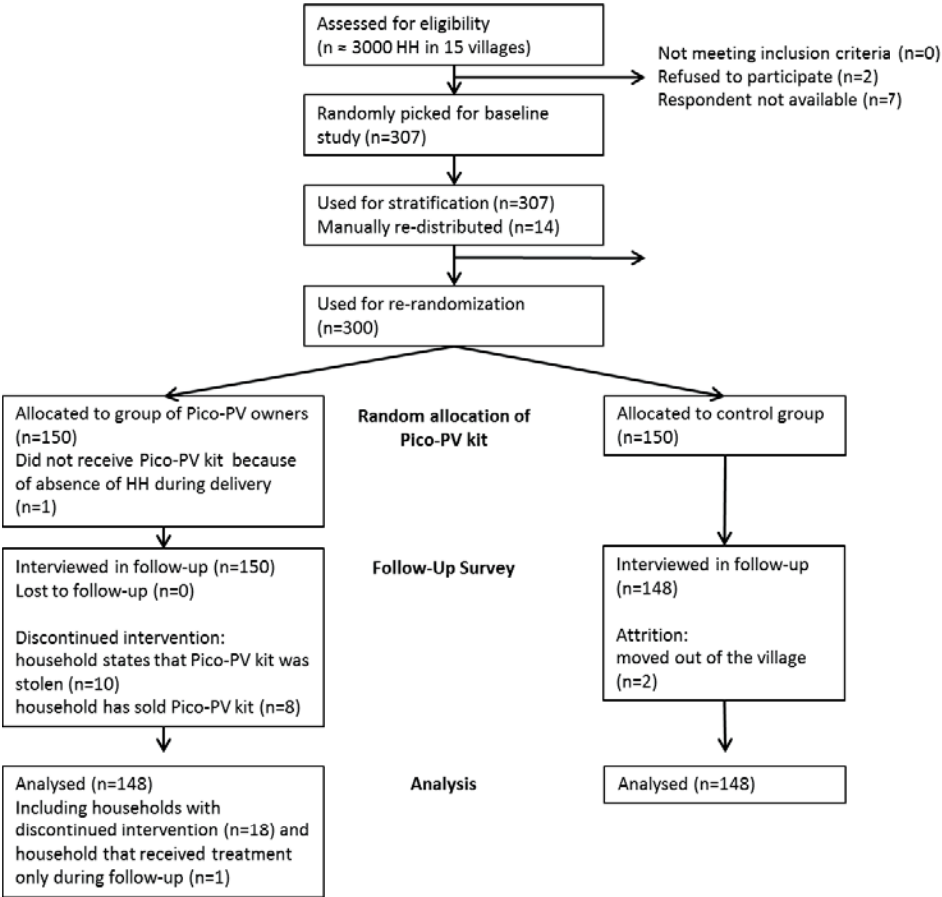 Assessed for eligibility
(n ≈ 3000 HH in 15 villages)
Not meeting inclusion criteria (n=0)
Refused to participate (n=2)
Respondent not available (n=7)
Randomly picked for baseline
study (n=307)
Used for stratification (n=307)
Manually re-distributed (n=14)
Used for re-randomization
(n=300)
Allocated to group of Pico-PV owners
(n=150)
Did not receive Pico-PV kit because
of absence of HH during delivery
(n=1)
Random allocation of
Pico-PV kit
Allocated to control group
(n=150)
Interviewed in follow-up (n=150)
Lost to follow-up (n=0)
Discontinued intervention:
household states that Pico-PV kit was
stolen (n=10)
household has sold Pico-PV kit (n=8)
Follow-Up Survey
Interviewed in follow-up
(n=148)
Attrition:
moved out of the village
(n=2)
Analysed (n=148)
Including households with
discontinued intervention (n=18) and
household that received treatment
only during follow-up (n=1)
Analysis
Analysed (n=148)